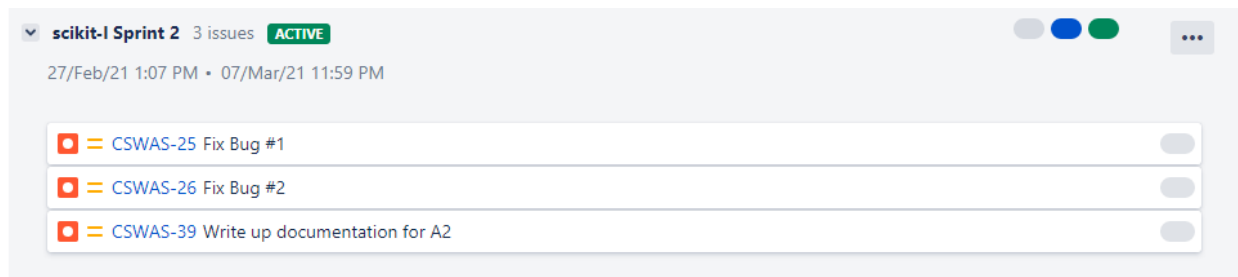 scikit-l Sprint 2 3 issues ACTIVE
27/Feb/21 1:07 PM • 07/Mar/21 11:59 PM
CSWAS-25 Fix Bug #1
CSWAS-26 Fix Bug #2
CSWAS-39 Write up documentation for A2